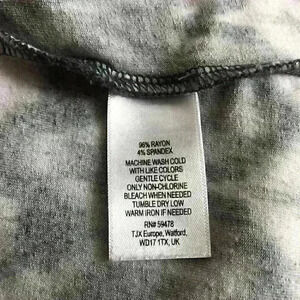 96% RAYON
4% SPANDEX
MACHINE WASH COLD
WITH LIKE COLORS
GENTLE CYCLE
ONLY NON-CHLORINE
BLEACH WHEN NEEDED
TUMBLE DRY LOW
WARM IRON IF NEEDED
RN# 59478
TJX Europe, Watford,
WD17 1TX, UK